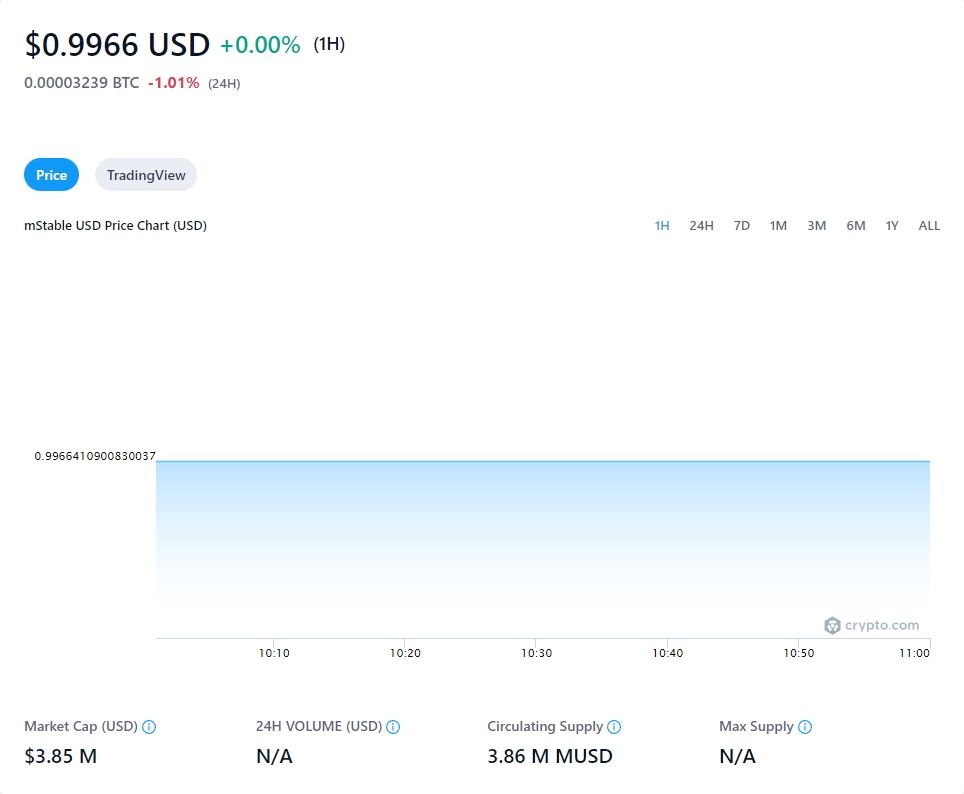 $0.9966 USD +0.00% (1H)
0.00003239 BTC -1.01% (24H)
Price TradingView
mStable USD Price Chart (USD) 1H 24H 7D 1M 3M 6M 1Y ALL
0.9966410900830037
crypto.com
10:10 10:20 10:30 10:40 10:50 11:00
Market Cap (USD) 24H VOLUME (USD) Circulating Supply Max Supply
$3.85 M N/A 3.86 M MUSD N/A